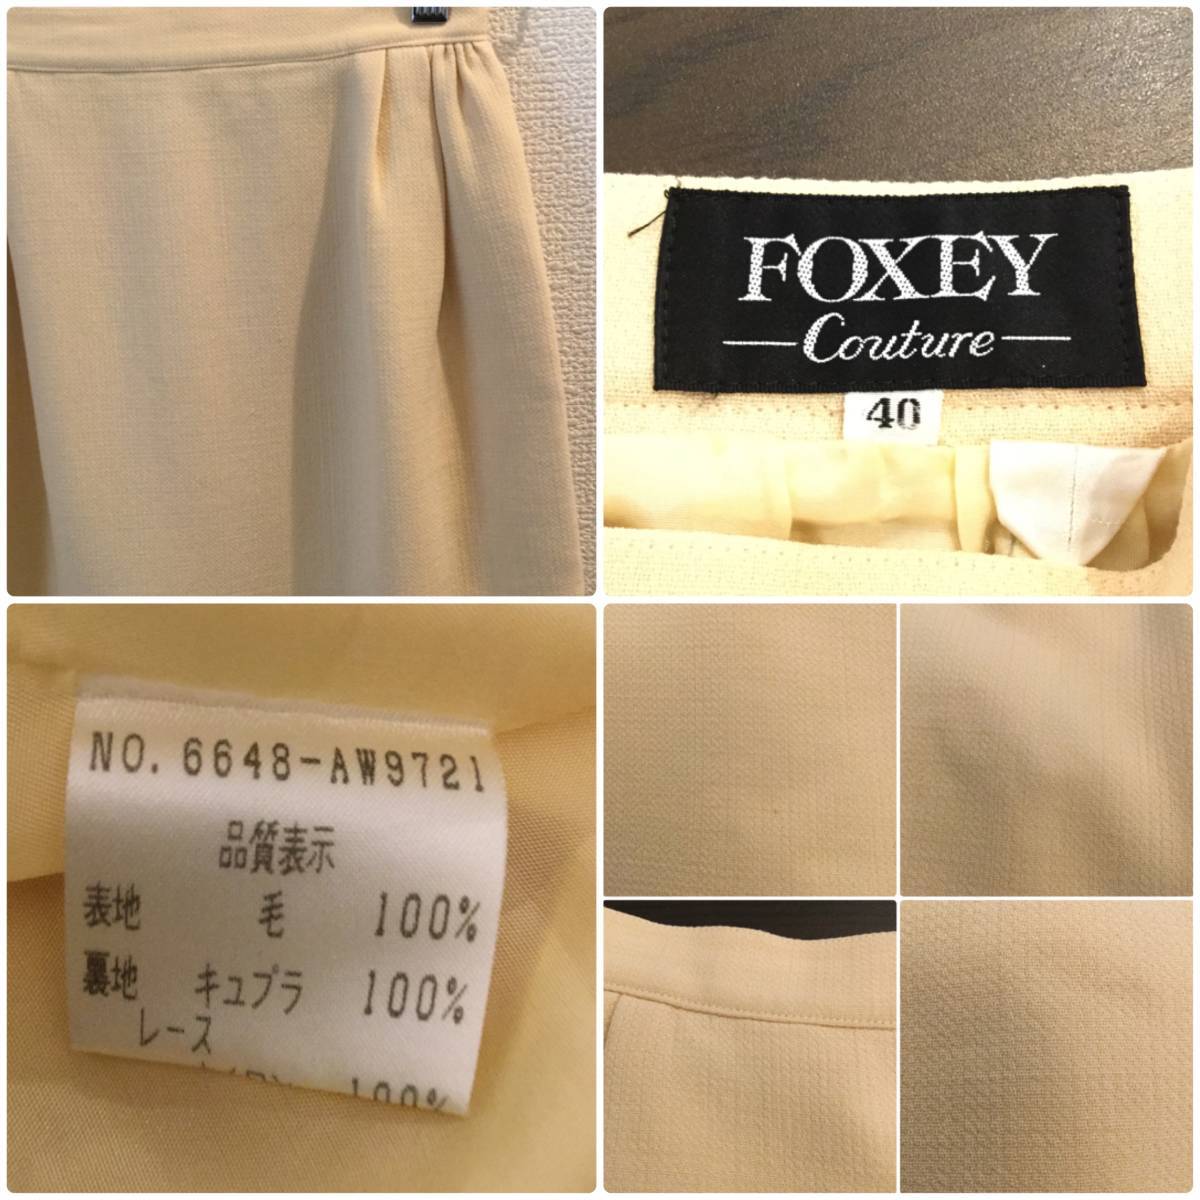 FOXEY
Couture
40
NO. 6648-AW9721
品質表示
表地 毛 100%
裏地 キュプラ 100%
レース
100%